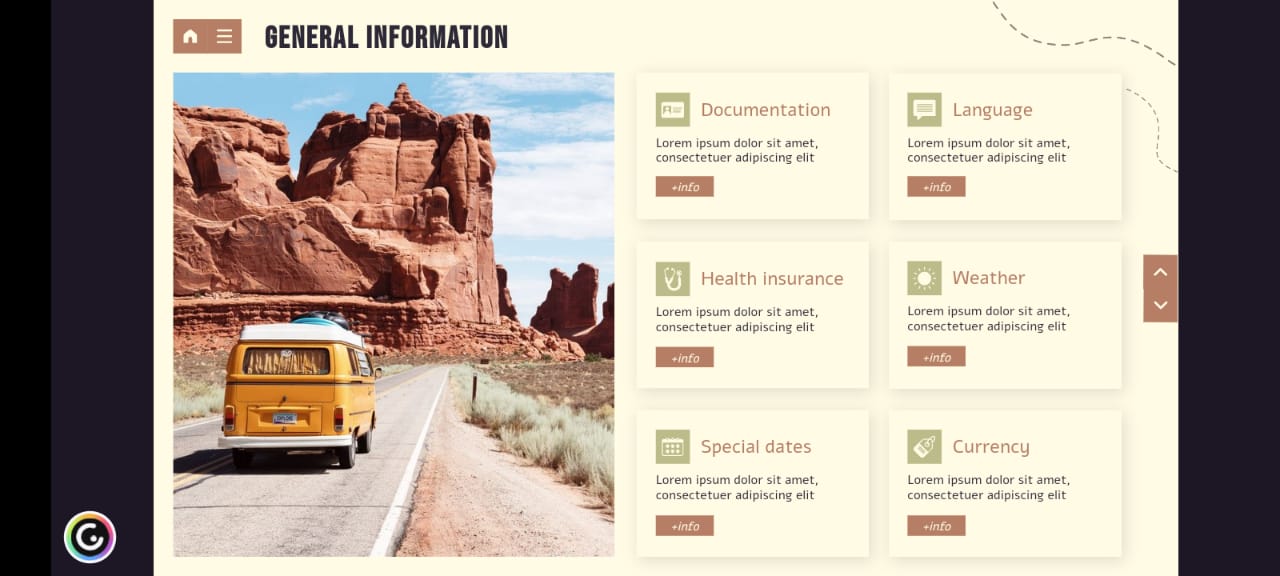 GENERAL INFORMATION
Documentation
Lorem ipsum dolor sit amet,
consectetuer adipiscing elit
+info
Language
Lorem ipsum dolor sit amet,
consectetuer adipiscing elit
+info
Health insurance
Lorem ipsum dolor sit amet,
consectetuer adipiscing elit
+info
Weather
Lorem ipsum dolor sit amet,
consectetuer adipiscing elit
+info
Special dates
Lorem ipsum dolor sit amet,
consectetuer adipiscing elit
+info
Currency
Lorem ipsum dolor sit amet,
consectetuer adipiscing elit
+info